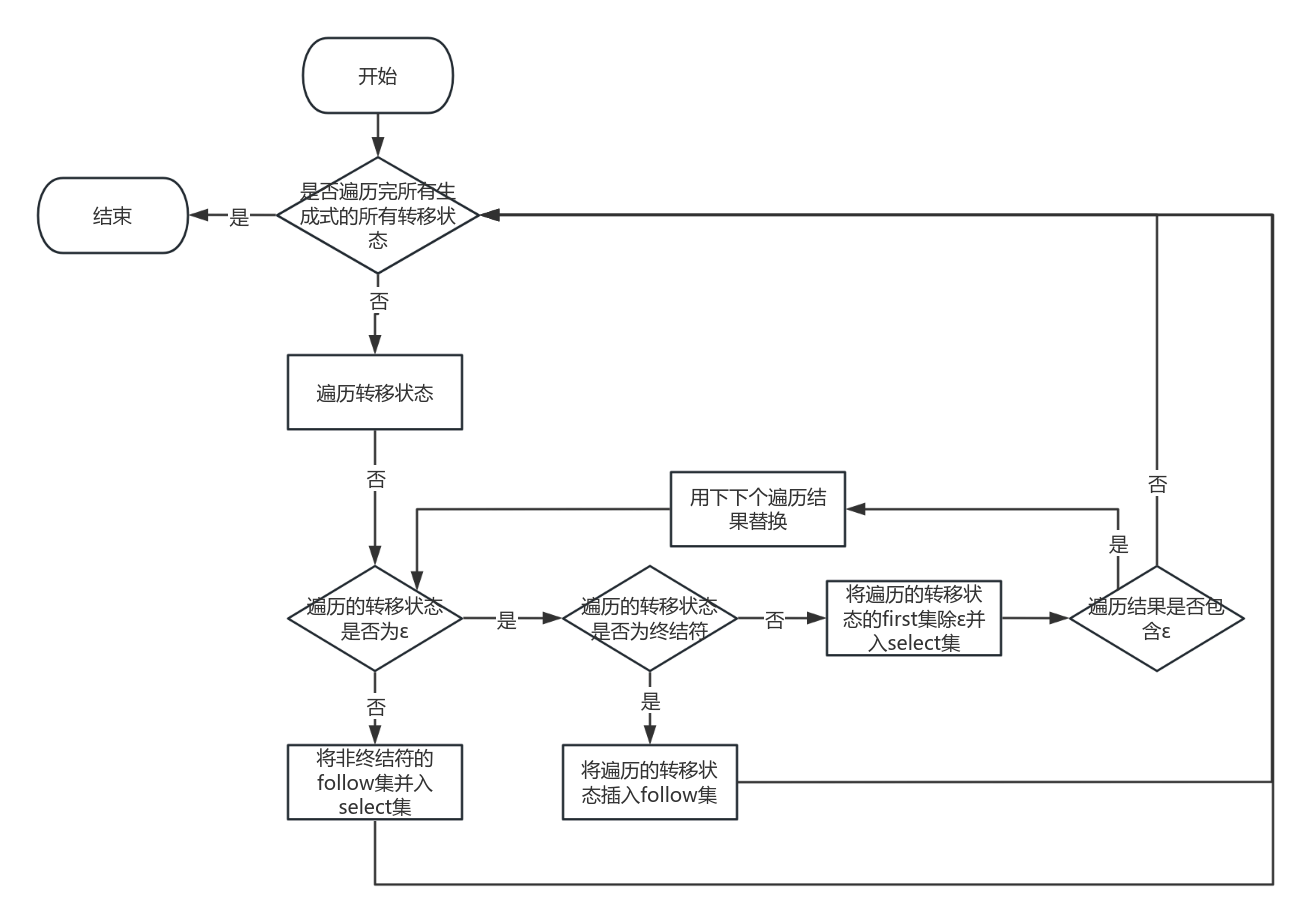 开始
是否遍历完所有生
成式的所有转移状
态
是
结束
否
遍历转移状态
否
用下下个遍历结
果替换
否
是
遍历的转移状态
是否为ε
是
遍历的转移状态
是否为终结符
否
将遍历的转移状
态的first集除ε并
入select集
遍历结果是否包
含ε
否
是
将非终结符的
follow集并入
select集
将遍历的转移状
态插入follow集